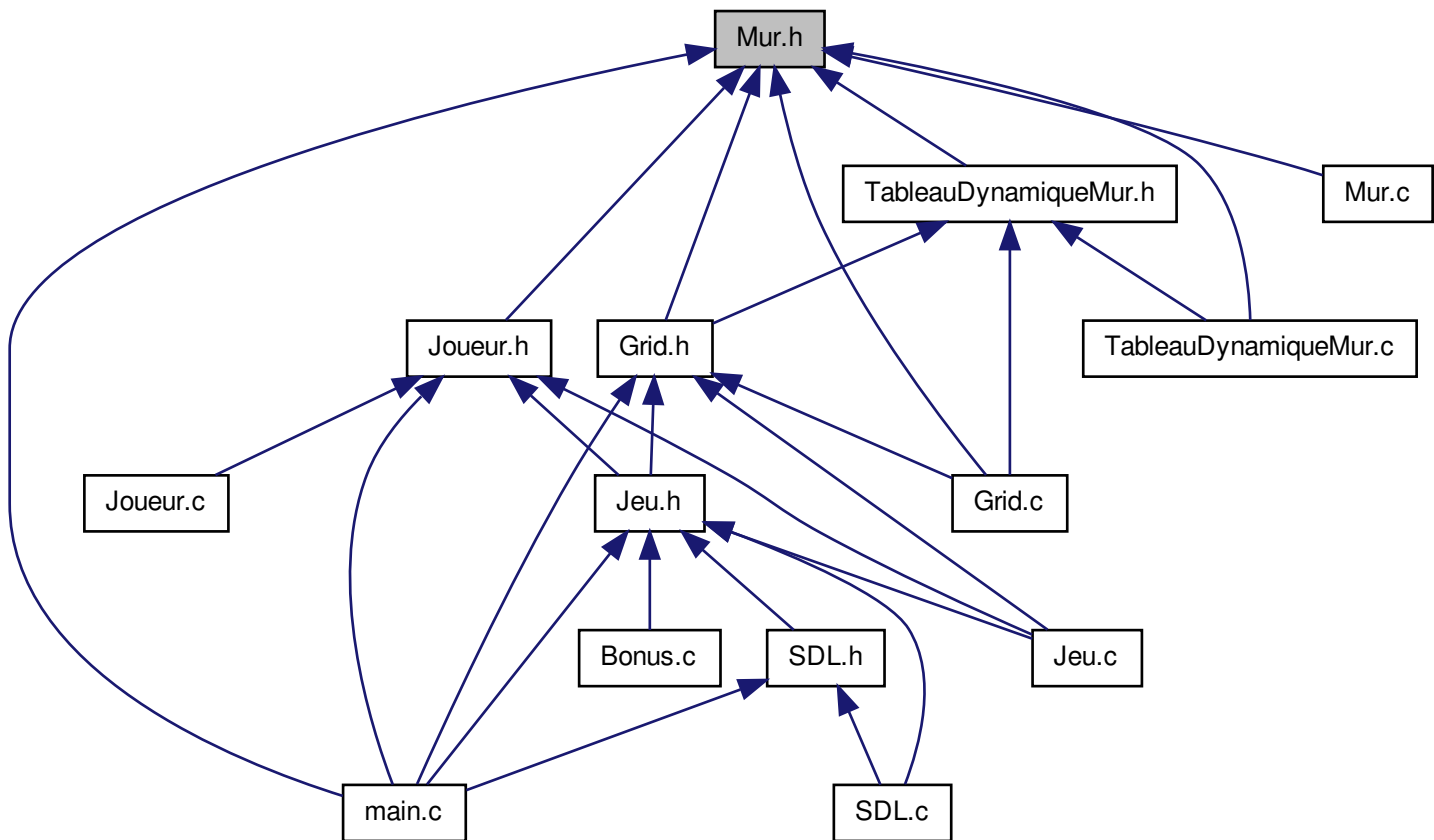 Mur.h
TableauDynamiqueMur.h
Mur.c
Joueur.h
Grid.h
TableauDynamiqueMur.c
Joueur.c
Jeu.h
Grid.c
Bonus.c
SDL.h
Jeu.c
main.c
SDL.c